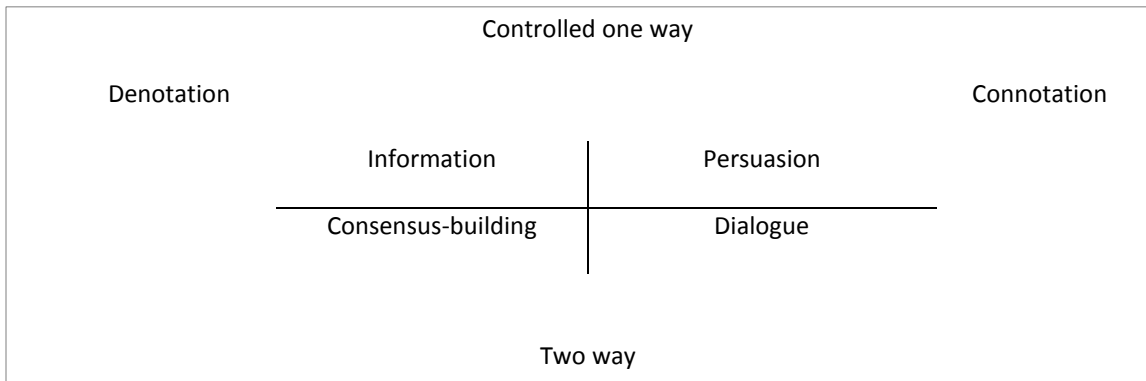 Controlled one way
Denotation Connotation
Information Persuasion
Consensus-building Dialogue
Two way